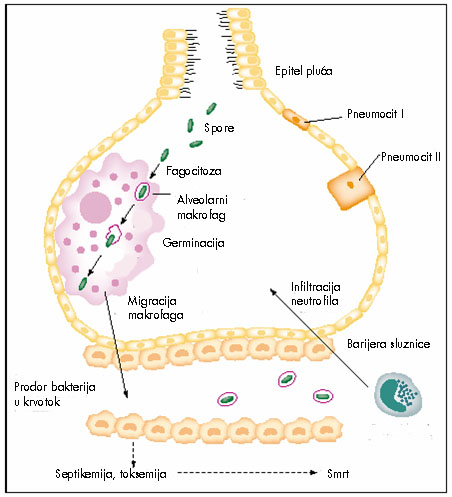 Epitel pluća
Pneumocit I
Spore
Pneumocit II
Fagocitoza
Alveolarni
makrofag
Germinacija
Infiltracija
neutrofila
Migracija
makrofaga
Barijera sluznice
Prodor bakterija
u krvotok
Septikemija, toksemija
Smrt